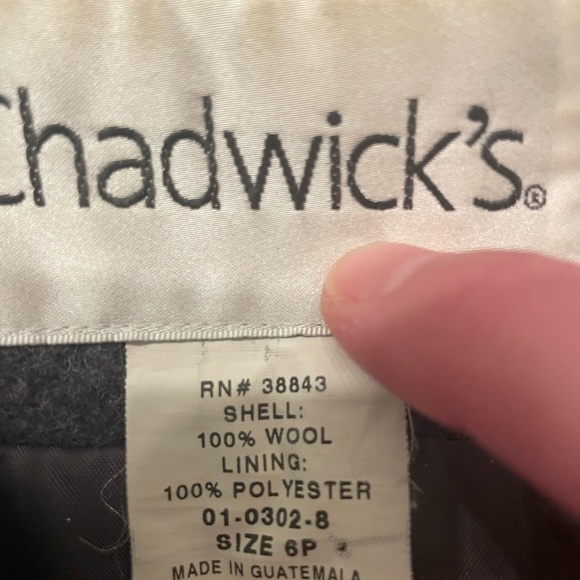 Chadwick's®
RN# 38843
SHELL:
100% WOOL
LINING:
100% POLYESTER
01-0302-8
SIZE 6P
MADE IN GUATEMALA